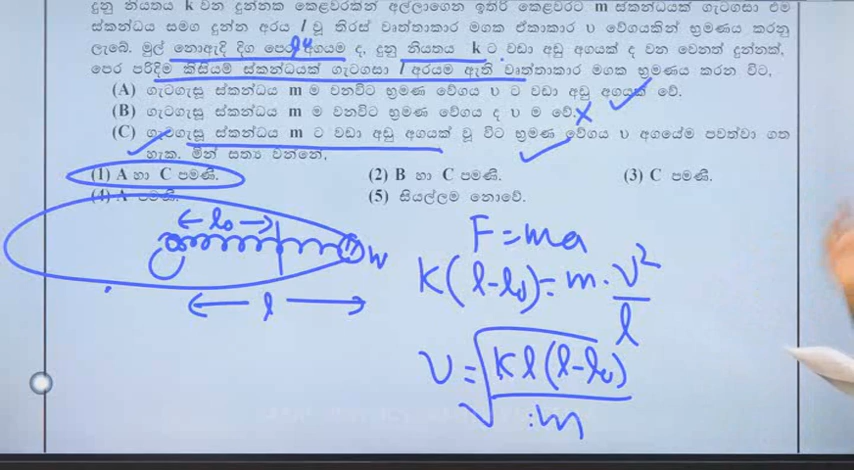 දුනු නියතය k වන දුන්නක කෙළවරකින් අල්ලාගෙන ඉතිරි කෙළවරට m ස්කන්ධයක් ගැටගසා එම
ස්කන්ධය සමග දුන්න අරය l වූ තිරස් වෘත්තාකාර මගක ඒකාකාර υ වේගයකින් භ්‍රමණය කරනු
ලැබේ. මුල් නොඇදි දිග පෙර අගයම ද, දුනු නියතය k ට වඩා අඩු අගයක් ද වන වෙනත් දුන්නක්,
පෙර පරිදිම කිසියම් ස්කන්ධයක් ගැටගසා l අරයම ඇති වෘත්තාකාර මගක භ්‍රමණය කරන විට,
(A) ගැටගැසූ ස්කන්ධය m ම වනවිට භ්‍රමණ වේගය υ ට වඩා අඩු අගයක් වේ.
(B) ගැටගැසූ ස්කන්ධය m ම වනවිට භ්‍රමණ වේගය ද υ ම වේ.
(C) ගැටගැසූ ස්කන්ධය m ට වඩා අඩු අගයක් වූ විට භ්‍රමණ වේගය υ අගයේම පවත්වා ගත
හැක. මින් සත්‍ය වන්නේ,
(1) A හා C පමණි. (2) B හා C පමණි. (3) C පමණි.
(4) A පමණි. (5) සියල්ලම නොවේ.
l₀
F = ma
K(l-l₀) = m.v²/l
l
v = √(Kl(l-l₀)/m)